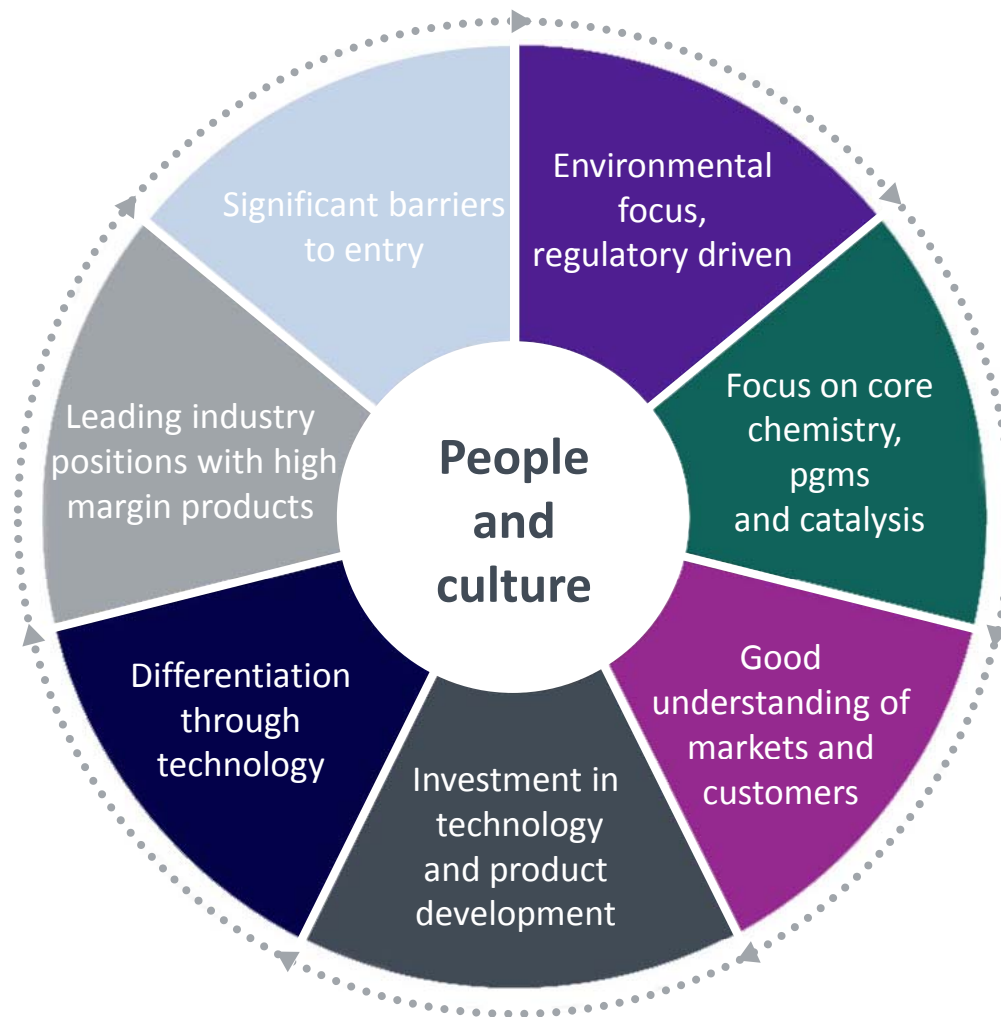 Environmental
focus,
regulatory driven
Focus on core
chemistry,
pgms
and catalysis
Good
understanding of
markets and
customers
Investment in
technology
and product
development
Differentiation
through
technology
Leading industry
positions with high
margin products
Significant barriers
to entry
People
and
culture